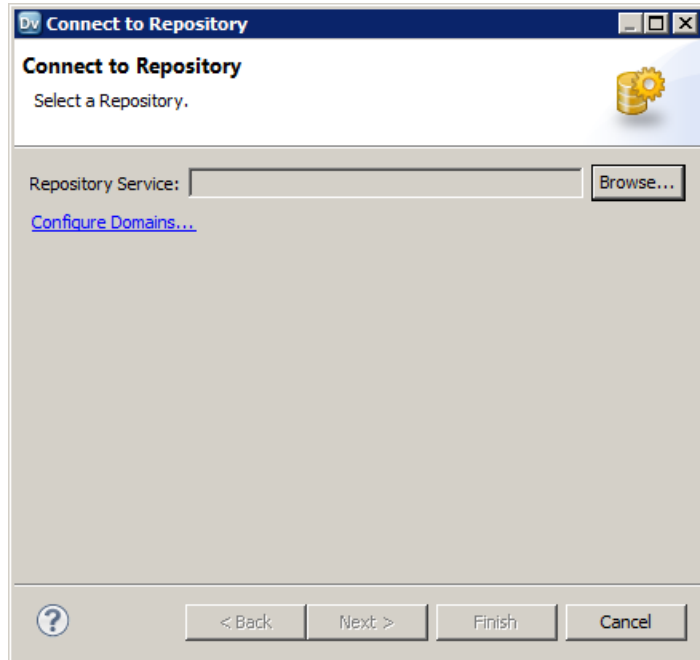 Dv Connect to Repository
Connect to Repository
Select a Repository.
Repository Service: Browse...
Configure Domains...
? < Back Next > Finish Cancel